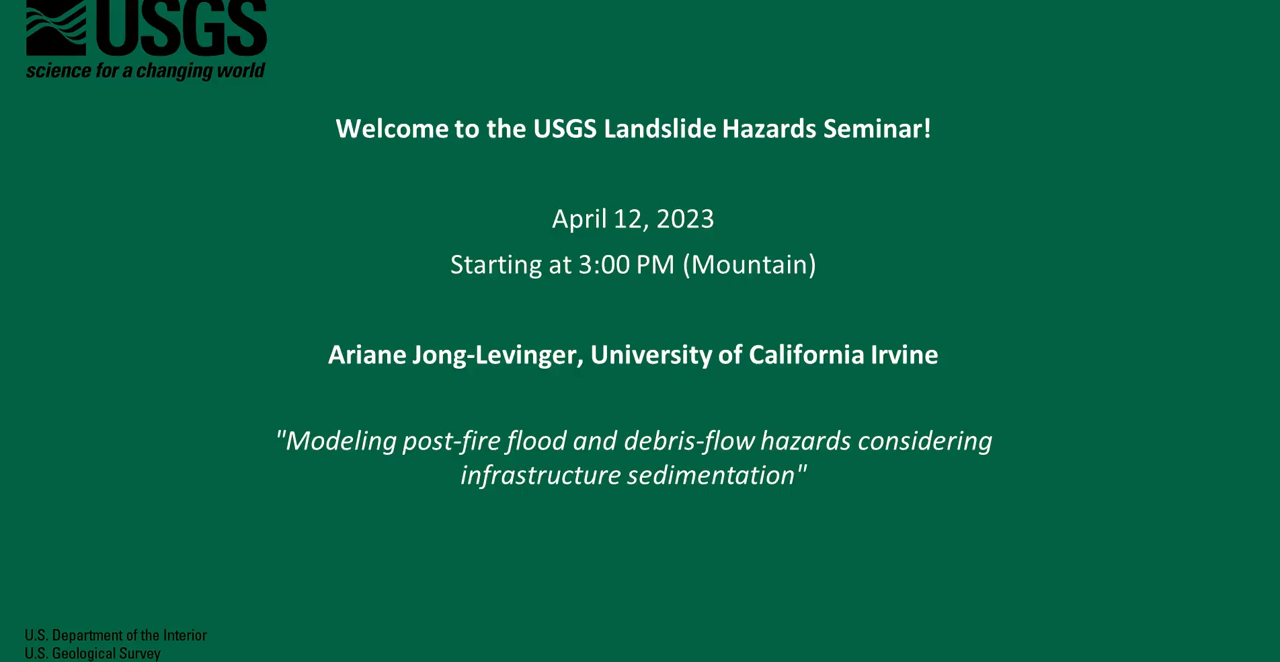 USGS
science for a changing world
Welcome to the USGS Landslide Hazards Seminar!
April 12, 2023
Starting at 3:00 PM (Mountain)
Ariane Jong-Levinger, University of California Irvine
"Modeling post-fire flood and debris-flow hazards considering
infrastructure sedimentation"
U.S. Department of the Interior
U.S. Geological Survey